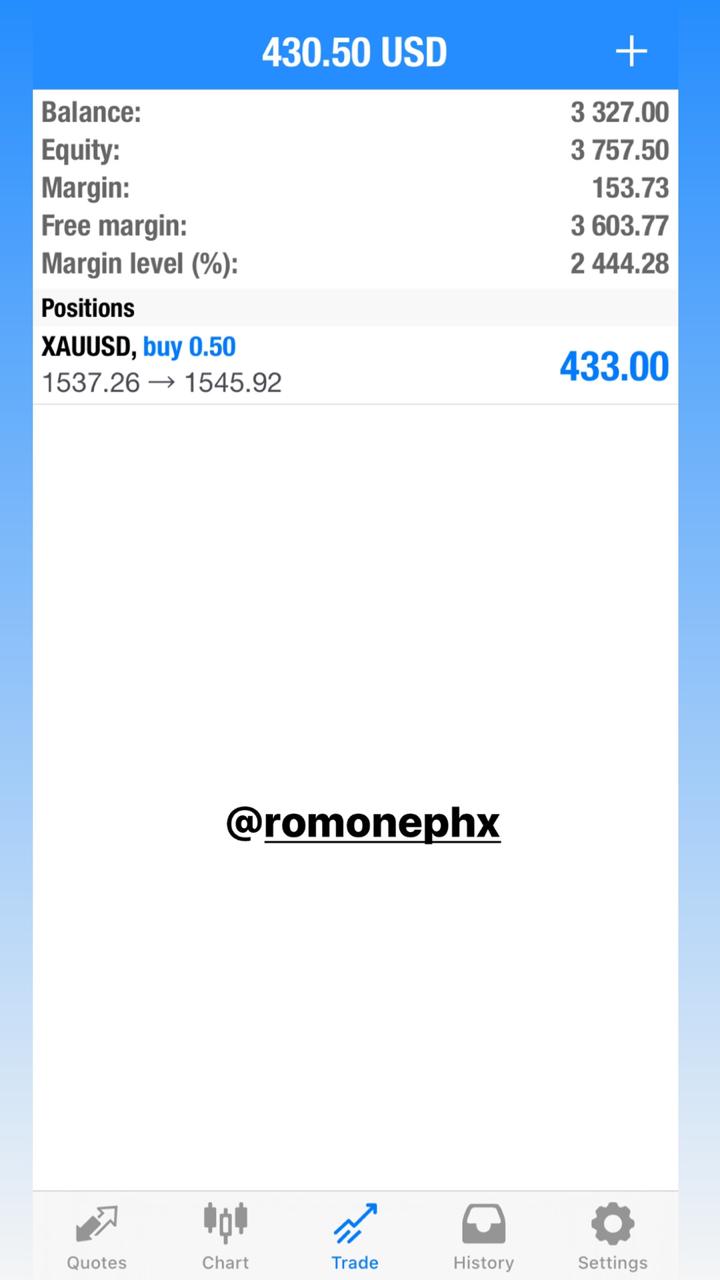 430.50 USD +
Balance: 3 327.00
Equity: 3 757.50
Margin: 153.73
Free margin: 3 603.77
Margin level (%): 2 444.28
Positions
XAUUSD, buy 0.50
1537.26 → 1545.92 433.00
@romonephx
Quotes Chart Trade History Settings